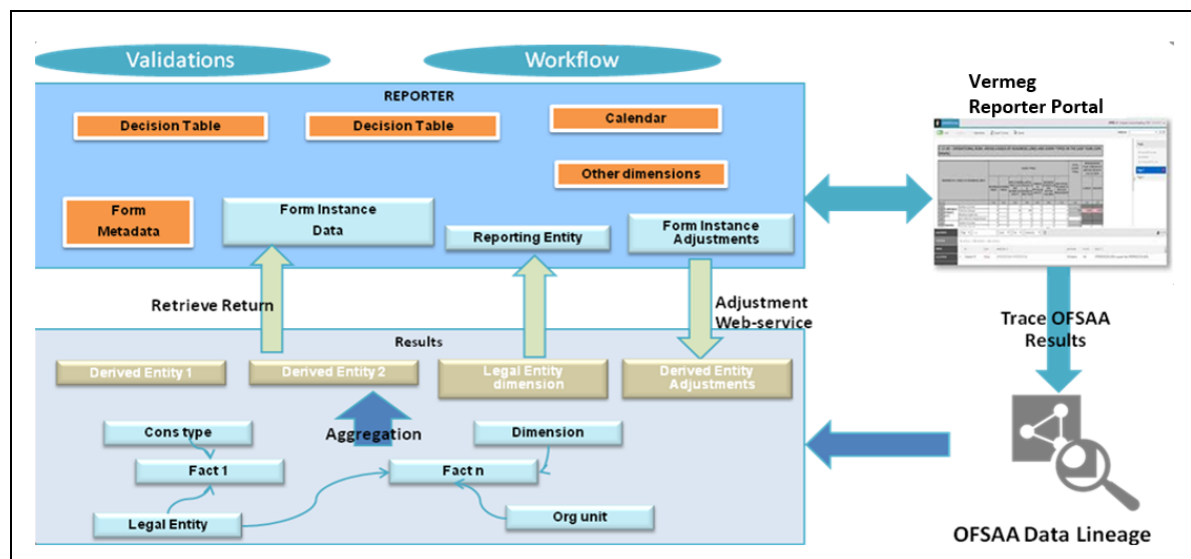 Validations
Workflow
Vermeg
Reporter Portal
REPORTER
Decision Table
Decision Table
Calendar
Other dimensions
Form
Metadata
Form Instance
Data
Reporting Entity
Form Instance
Adjustments
Retrieve Return
Adjustment
Web-service
Trace OFSAA
Results
Results
Derived Entity 1
Derived Entity 2
Legal Entity
dimension
Derived Entity
Adjustments
Cons type
Aggregation
Dimension
Fact 1
Fact n
Legal Entity
Org unit
OFSAA Data Lineage